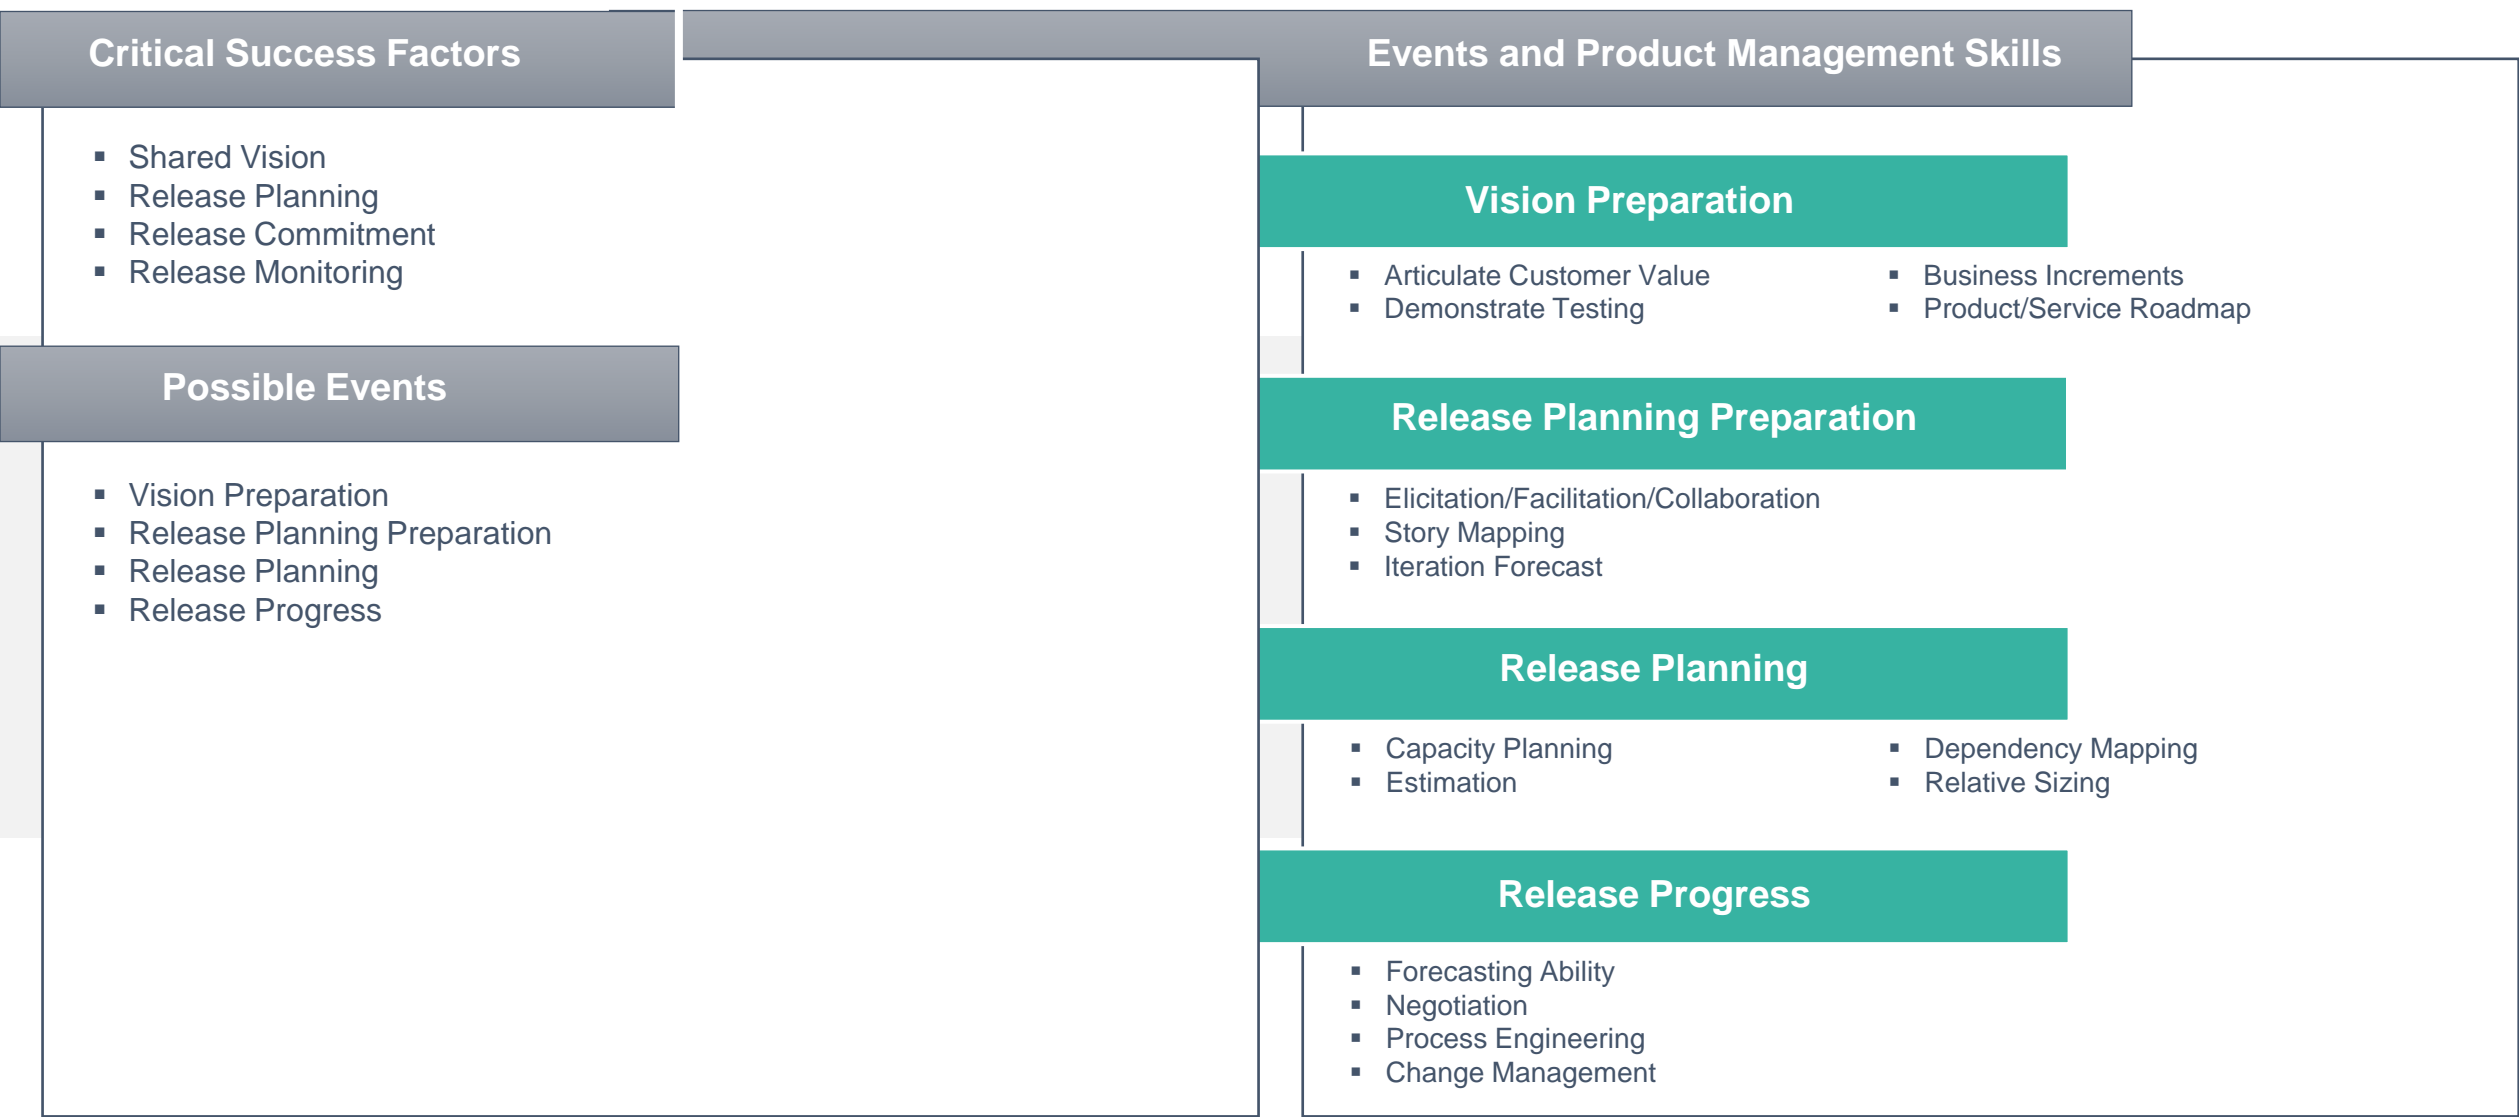 Critical Success Factors
Shared Vision
Release Planning
Release Commitment
Release Monitoring
Possible Events
Vision Preparation
Release Planning Preparation
Release Planning
Release Progress
Events and Product Management Skills
Vision Preparation
Articulate Customer Value
Demonstrate Testing
Business Increments
Product/Service Roadmap
Release Planning Preparation
Elicitation/Facilitation/Collaboration
Story Mapping
Iteration Forecast
Release Planning
Capacity Planning
Estimation
Dependency Mapping
Relative Sizing
Release Progress
Forecasting Ability
Negotiation
Process Engineering
Change Management